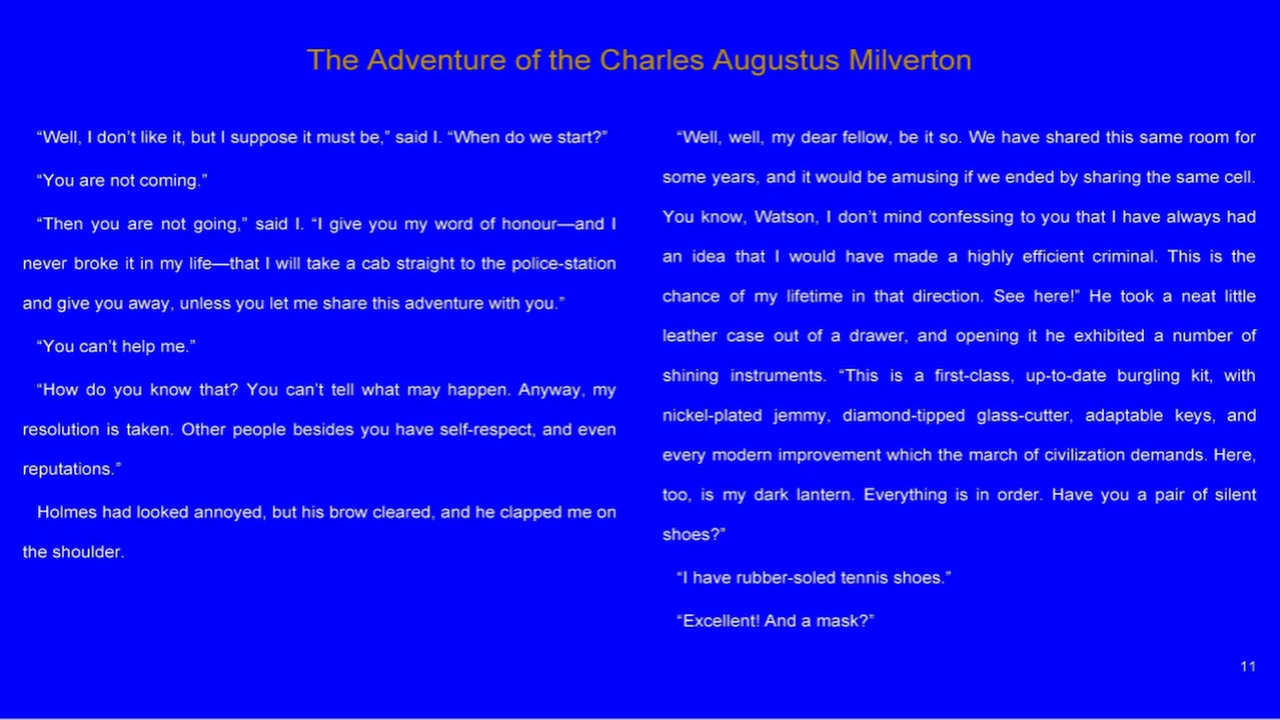 The Adventure of the Charles Augustus Milverton
“Well, I don’t like it, but I suppose it must be,” said I. “When do we start?”
“You are not coming.”
“Then you are not going,” said I. “I give you my word of honour—and I
never broke it in my life—that I will take a cab straight to the police-station
and give you away, unless you let me share this adventure with you.”
“You can’t help me.”
“How do you know that? You can’t tell what may happen. Anyway, my
resolution is taken. Other people besides you have self-respect, and even
reputations.”
Holmes had looked annoyed, but his brow cleared, and he clapped me on
the shoulder.
“Well, well, my dear fellow, be it so. We have shared this same room for
some years, and it would be amusing if we ended by sharing the same cell.
You know, Watson, I don’t mind confessing to you that I have always had
an idea that I would have made a highly efficient criminal. This is the
chance of my lifetime in that direction. See here!” He took a neat little
leather case out of a drawer, and opening it he exhibited a number of
shining instruments. “This is a first-class, up-to-date burgling kit, with
nickel-plated jemmy, diamond-tipped glass-cutter, adaptable keys, and
every modern improvement which the march of civilization demands. Here,
too, is my dark lantern. Everything is in order. Have you a pair of silent
shoes?”
“I have rubber-soled tennis shoes.”
“Excellent! And a mask?”
11